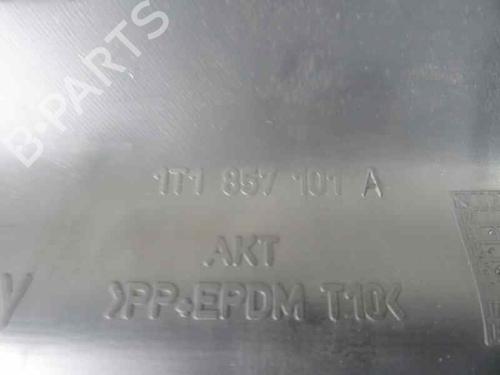 B-PARTS
1T1 857 101 A
AKT
>PP+EPDM T10<
y